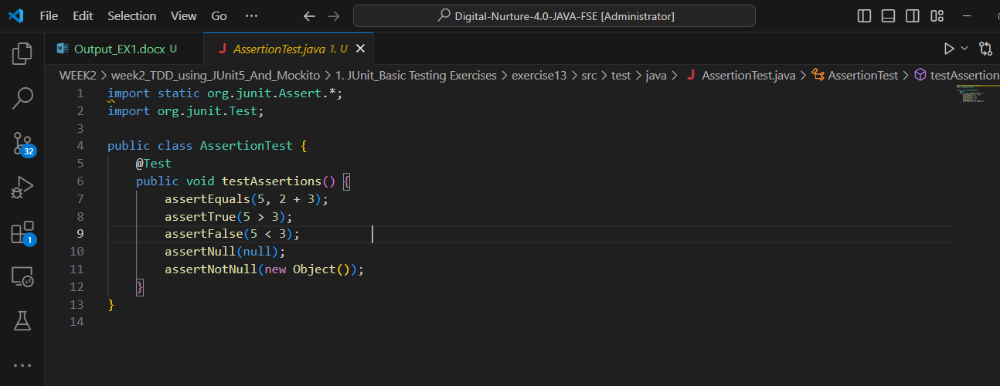 File Edit Selection View Go ··· Digital-Nurture-4.0-JAVA-FSE [Administrator]
Output_EX1.docx U AssertionTest.java 1, U
WEEK2 > week2_TDD_using_JUnit5_And_Mockito > 1. JUnit_Basic Testing Exercises > exercise13 > src > test > java > J AssertionTest.java > AssertionTest > testAssertion
1 import static org.junit.Assert.*;
2 import org.junit.Test;
3
4 public class AssertionTest {
5 @Test
6 public void testAssertions() {
7 assertEquals(5, 2 + 3);
8 assertTrue(5 > 3);
9 assertFalse(5 < 3);
10 assertNull(null);
11 assertNotNull(new Object());
12 }
13 }
14
32
1